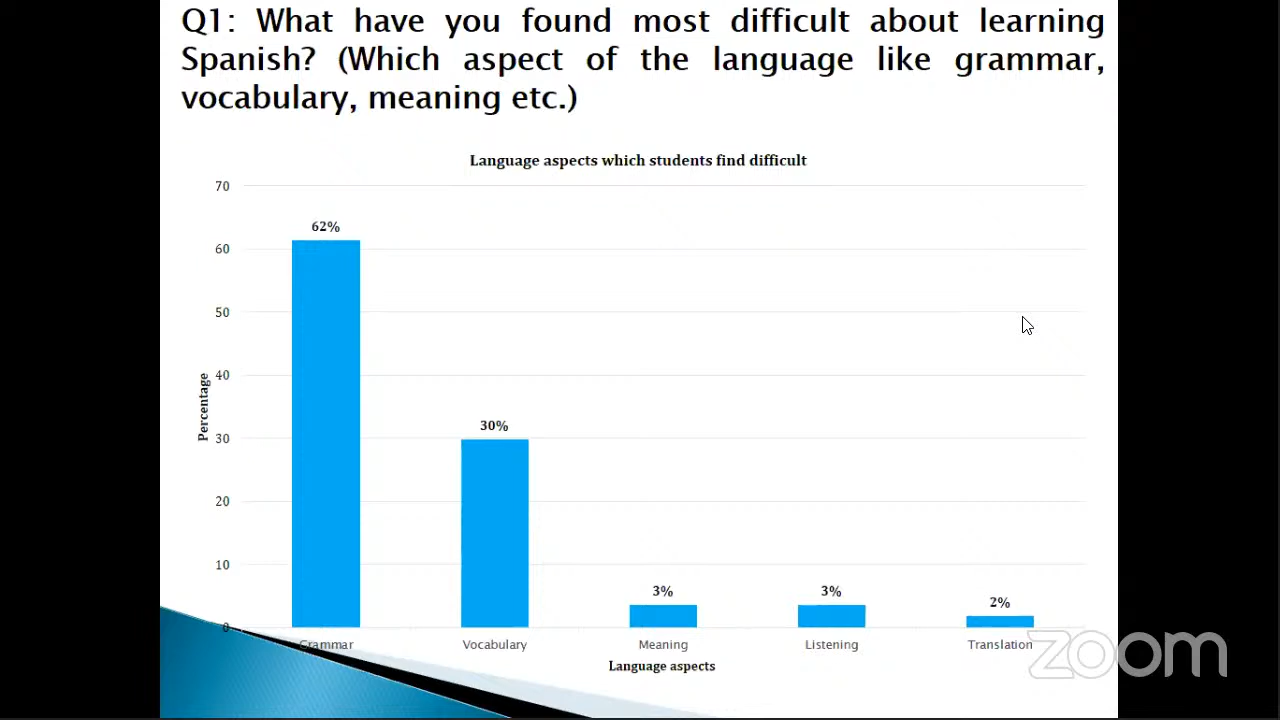 Q1: What have you found most difficult about learning
Spanish? (Which aspect of the language like grammar,
vocabulary, meaning etc.)
Language aspects which students find difficult
70
60
50
40
30
20
10
0
Percentage
62%
30%
3%
3%
2%
Grammar
Vocabulary
Meaning
Listening
Translation
Language aspects
zoom